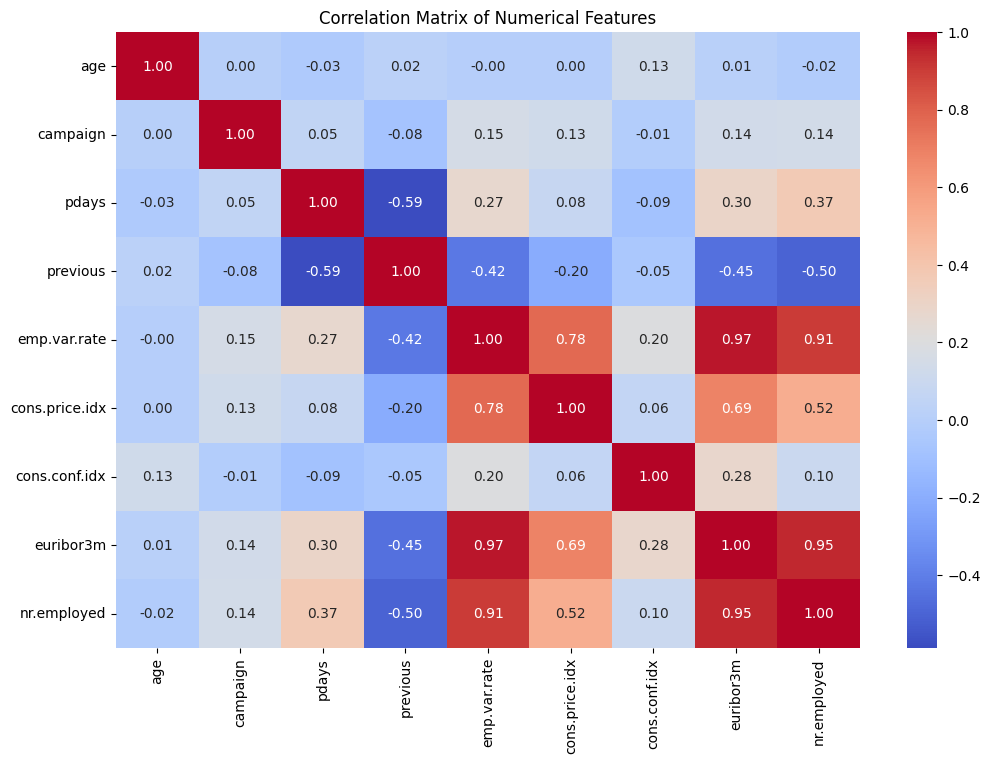 Correlation Matrix of Numerical Features
age 1.00 0.00 -0.03 0.02 -0.00 0.00 0.13 0.01 -0.02
campaign 0.00 1.00 0.05 -0.08 0.15 0.13 -0.01 0.14 0.14
pdays -0.03 0.05 1.00 -0.59 0.27 0.08 -0.09 0.30 0.37
previous 0.02 -0.08 -0.59 1.00 -0.42 -0.20 -0.05 -0.45 -0.50
emp.var.rate -0.00 0.15 0.27 -0.42 1.00 0.78 0.20 0.97 0.91
cons.price.idx 0.00 0.13 0.08 -0.20 0.78 1.00 0.06 0.69 0.52
cons.conf.idx 0.13 -0.01 -0.09 -0.05 0.20 0.06 1.00 0.28 0.10
euribor3m 0.01 0.14 0.30 -0.45 0.97 0.69 0.28 1.00 0.95
nr.employed -0.02 0.14 0.37 -0.50 0.91 0.52 0.10 0.95 1.00
age
campaign
pdays
previous
emp.var.rate
cons.price.idx
cons.conf.idx
euribor3m
nr.employed
1.0
0.8
0.6
0.4
0.2
0.0
−0.2
−0.4